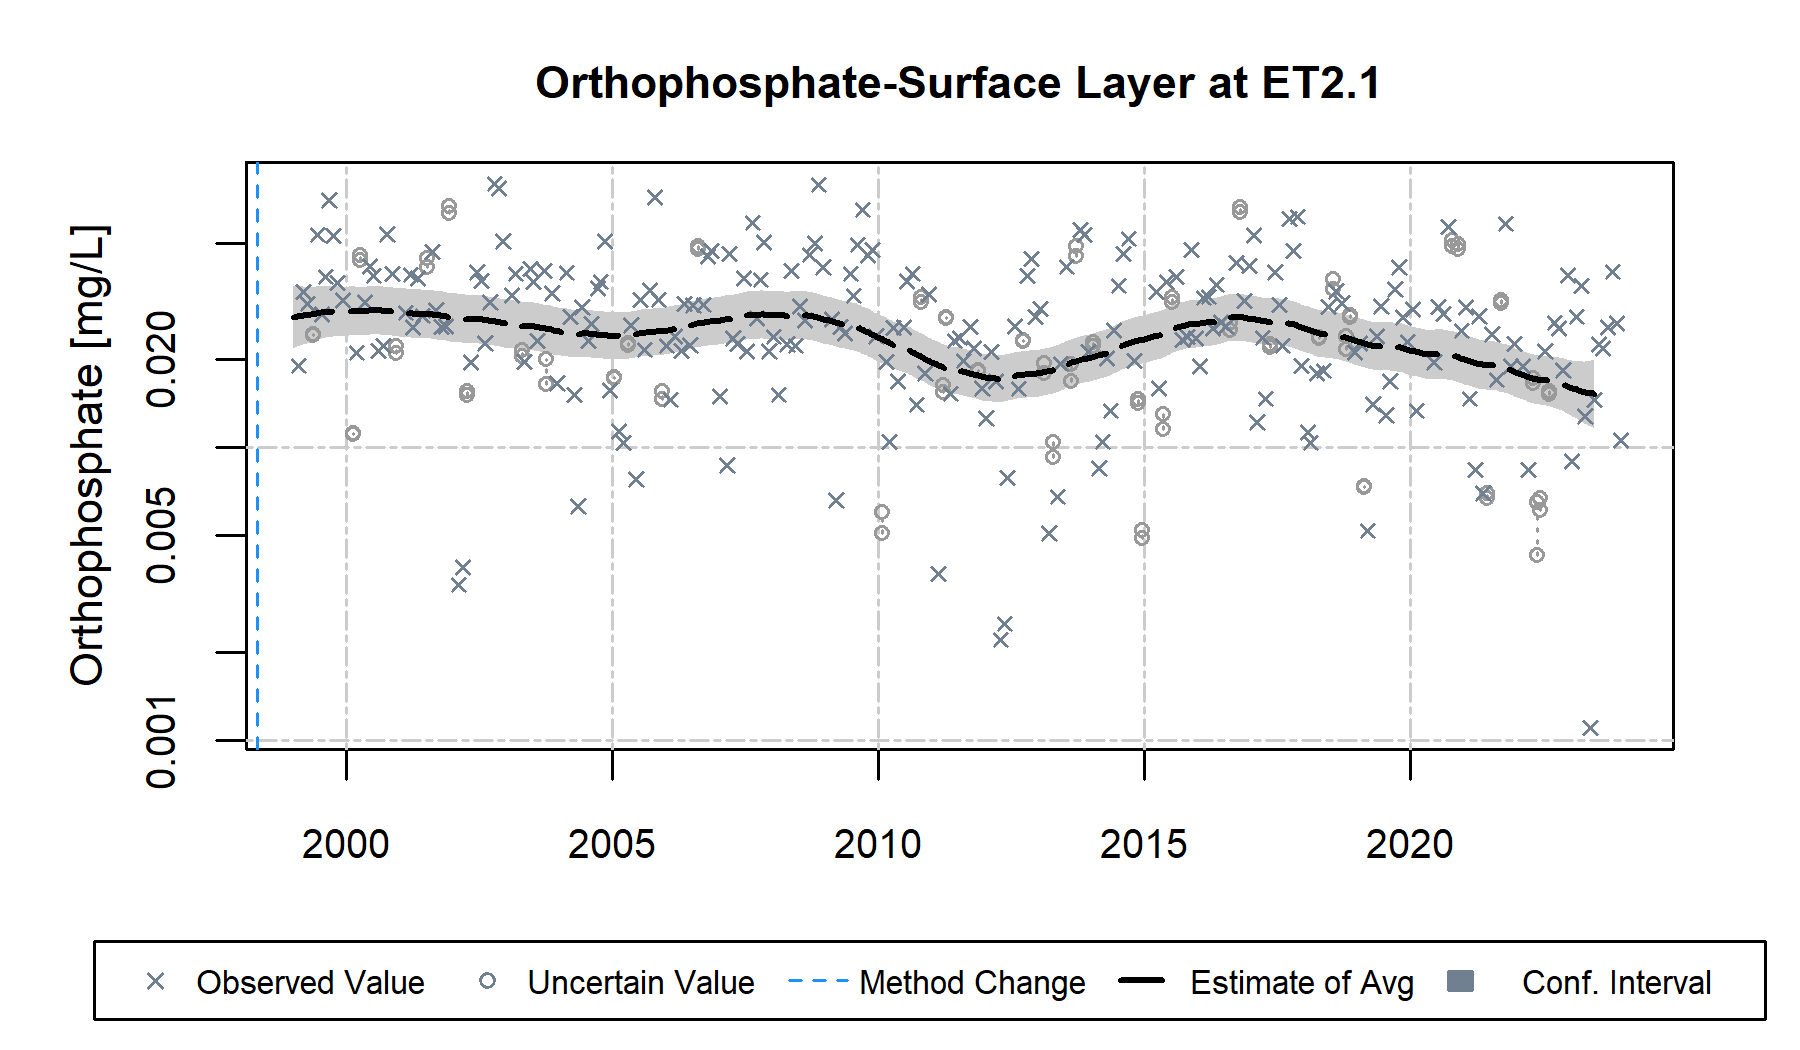 Orthophosphate-Surface Layer at ET2.1
Orthophosphate [mg/L]
0.020
0.005
0.001
2000 2005 2010 2015 2020
Observed Value Uncertain Value Method Change Estimate of Avg Conf. Interval